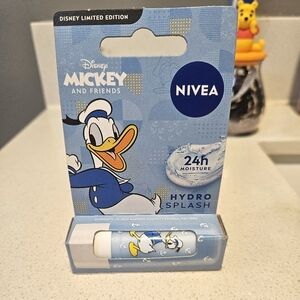 DISNEY LIMITED EDITION
Disney
MICKEY
AND FRIENDS
NIVEA
24h
MOISTURE
HYDRO
SPLASH